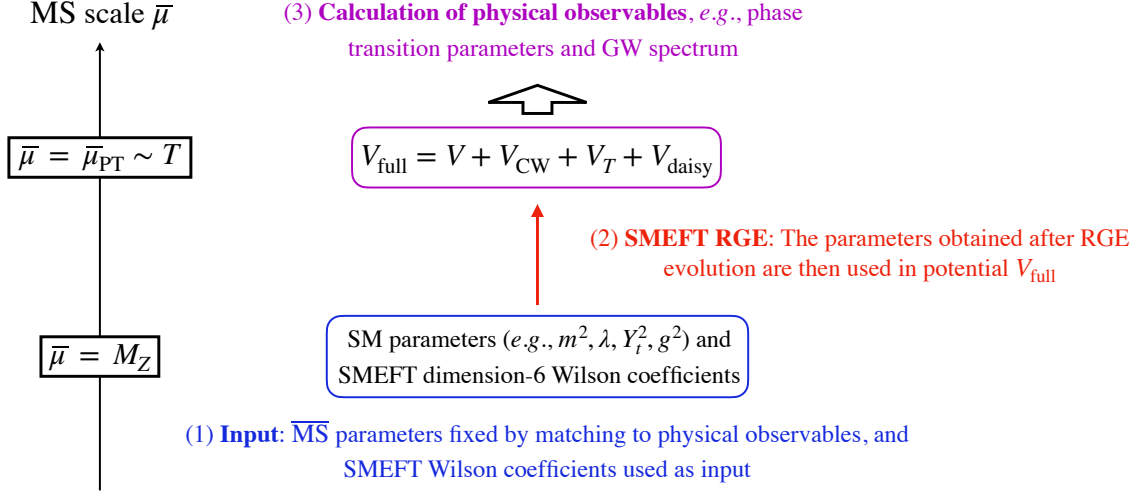 MS scale μ̅
(3) Calculation of physical observables, e.g., phase
transition parameters and GW spectrum
μ̅ = μ̅_PT ∼ T
V_full = V + V_CW + V_T + V_daisy
(2) SMEFT RGE: The parameters obtained after RGE
evolution are then used in potential V_full
μ̅ = M_Z
SM parameters (e.g., m², λ, Y_t², g²) and
SMEFT dimension-6 Wilson coefficients
(1) Input: M̅S̅ parameters fixed by matching to physical observables, and
SMEFT Wilson coefficients used as input